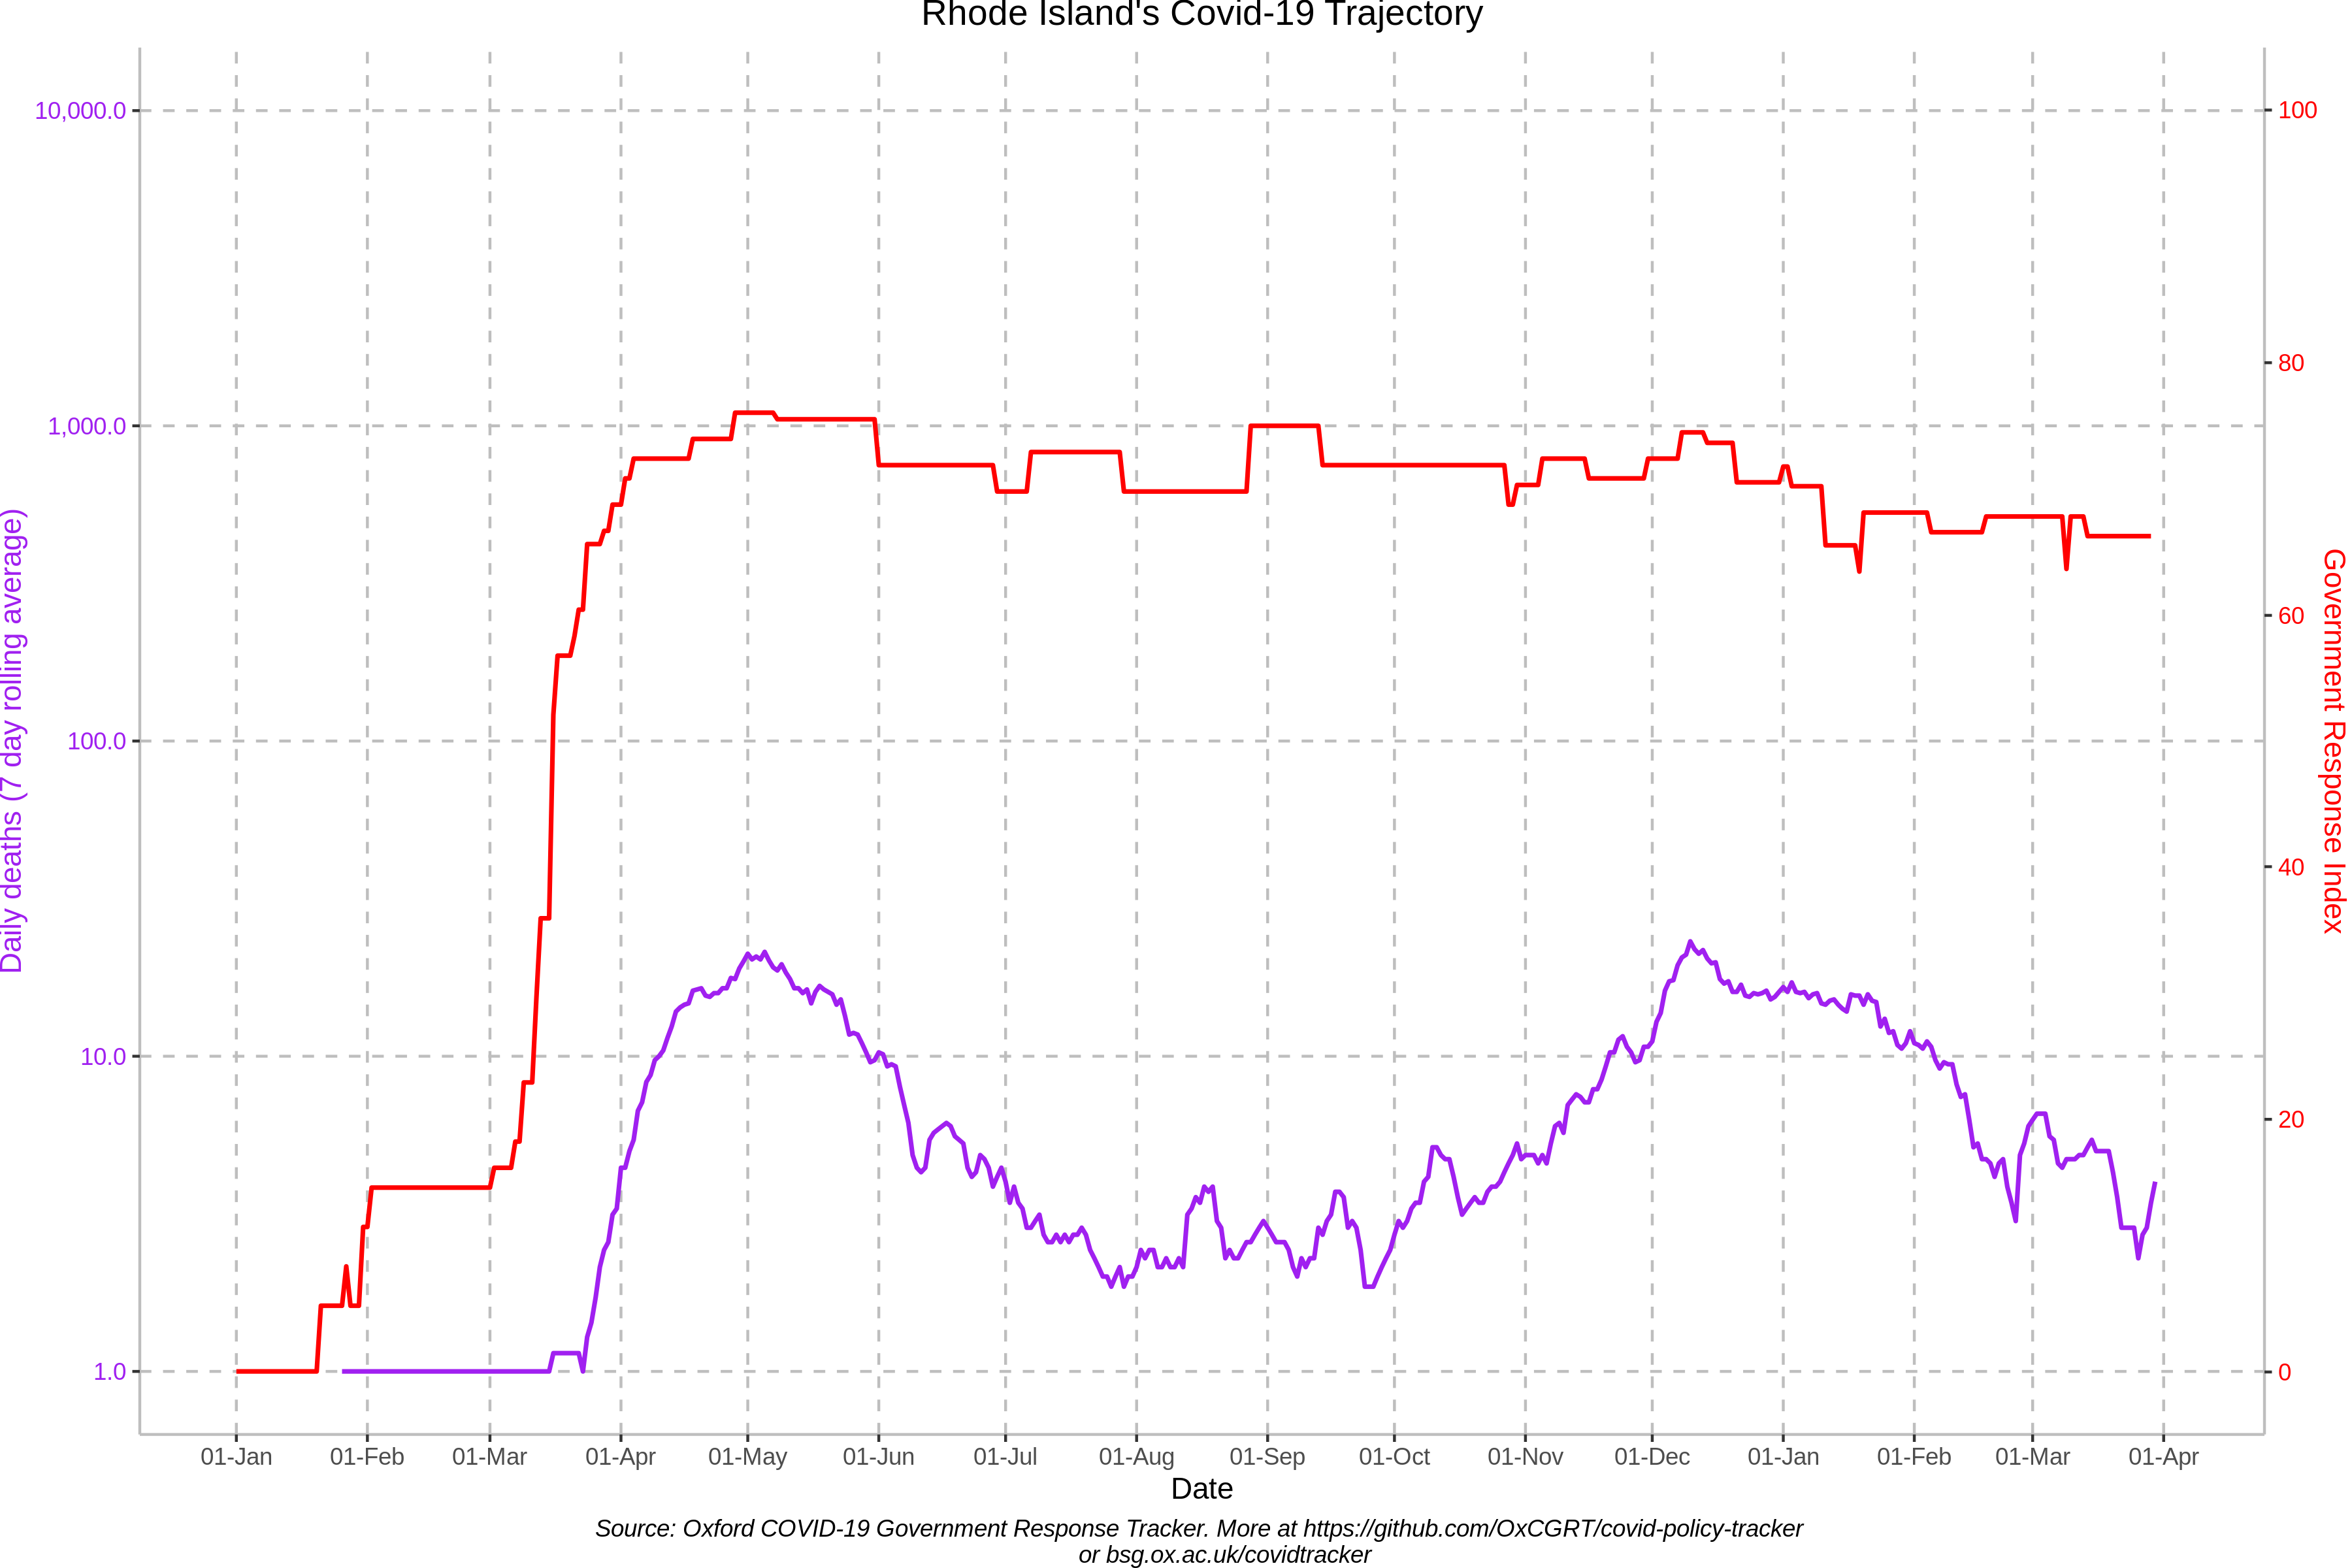 Rhode Island's Covid-19 Trajectory
Daily deaths (7 day rolling average)
10,000.0
1,000.0
100.0
10.0
1.0
100
80
60
40
20
0
Government Response Index
01-Jan 01-Feb 01-Mar 01-Apr 01-May 01-Jun 01-Jul 01-Aug 01-Sep 01-Oct 01-Nov 01-Dec 01-Jan 01-Feb 01-Mar 01-Apr
Date
Source: Oxford COVID-19 Government Response Tracker. More at https://github.com/OxCGRT/covid-policy-tracker
or bsg.ox.ac.uk/covidtracker